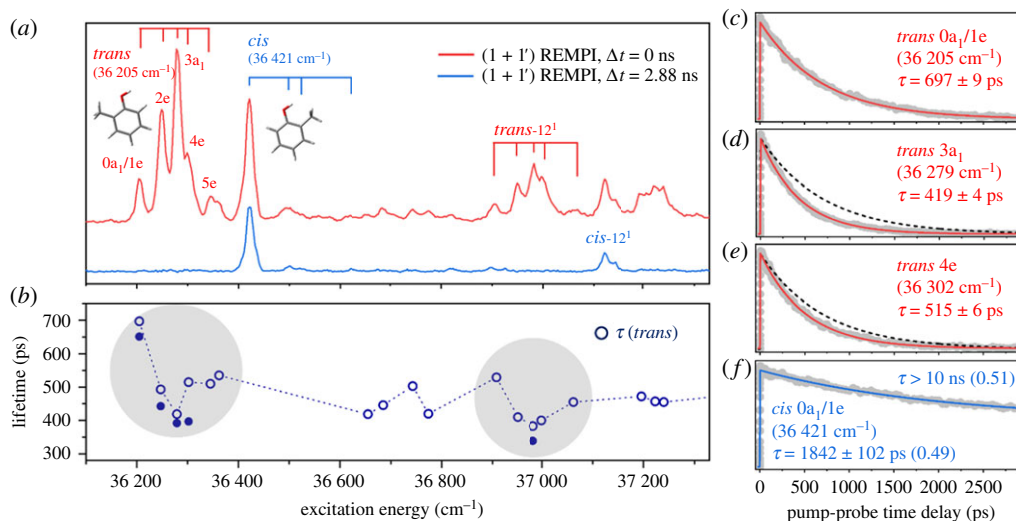 (a)
trans
(36 205 cm⁻¹)
0a₁/1e
2e
3a₁
4e
5e
cis
(36 421 cm⁻¹)
(1 + 1′) REMPI, Δt = 0 ns
(1 + 1′) REMPI, Δt = 2.88 ns
trans-12¹
cis-12¹
(b)
lifetime (ps)
700
600
500
400
300
τ (trans)
36 200
36 400
36 600
36 800
37 000
37 200
excitation energy (cm⁻¹)
(c)
trans 0a₁/1e
(36 205 cm⁻¹)
τ = 697 ± 9 ps
(d)
trans 3a₁
(36 279 cm⁻¹)
τ = 419 ± 4 ps
(e)
trans 4e
(36 302 cm⁻¹)
τ = 515 ± 6 ps
(f)
τ > 10 ns (0.51)
cis 0a₁/1e
(36 421 cm⁻¹)
τ = 1842 ± 102 ps (0.49)
0 500 1000 1500 2000 2500
pump-probe time delay (ps)